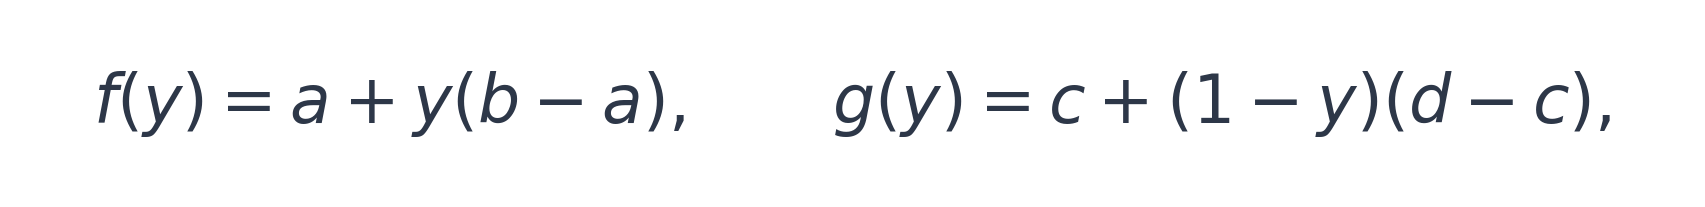 f(y) = a + y(b − a), g(y) = c + (1 − y)(d − c),